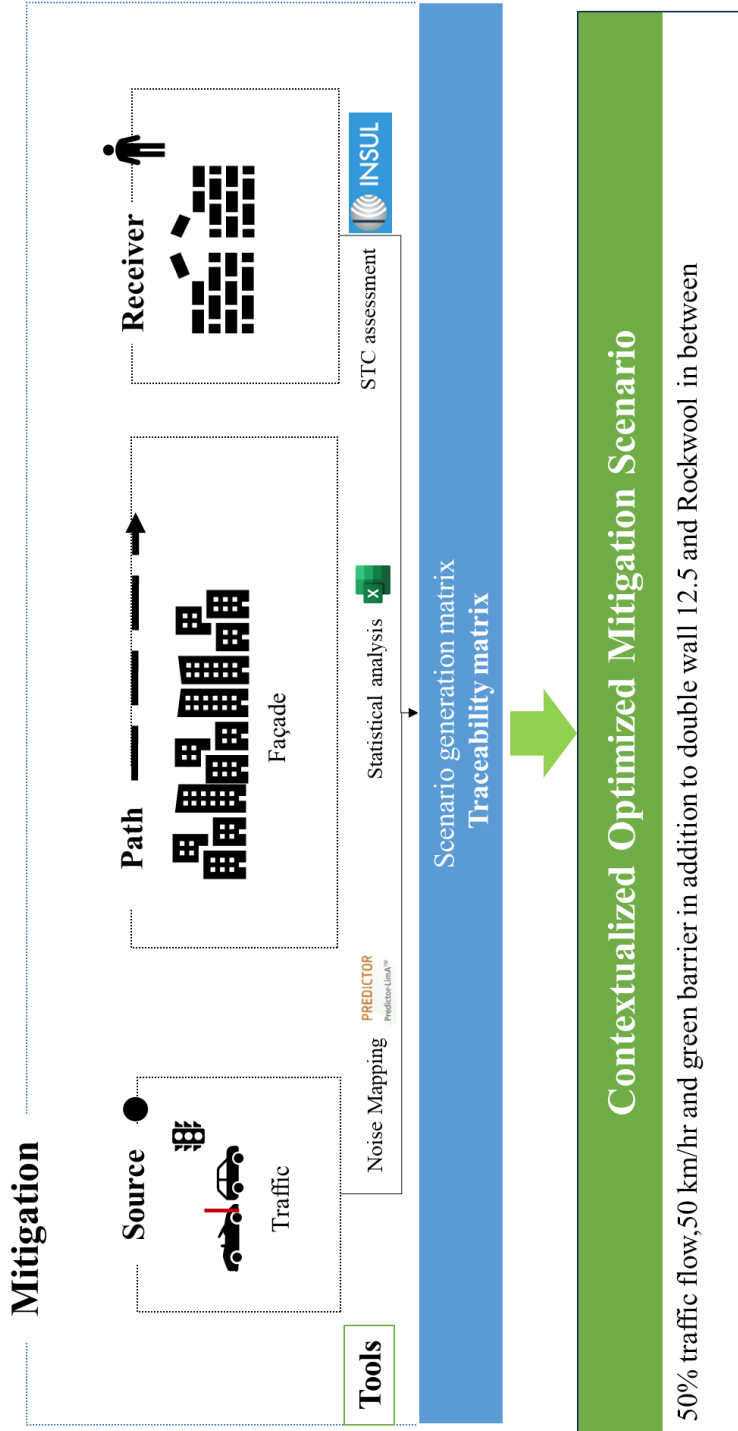 Mitigation
Source
Path
Receiver
Traffic
Façade
Tools
Noise Mapping
PREDICTOR
Predictor-LimA™
Statistical analysis
X
STC assessment
INSUL
Scenario generation matrix
Traceability matrix
Contextualized Optimized Mitigation Scenario
50% traffic flow,50 km/hr and green barrier in addition to double wall 12.5 and Rockwool in between